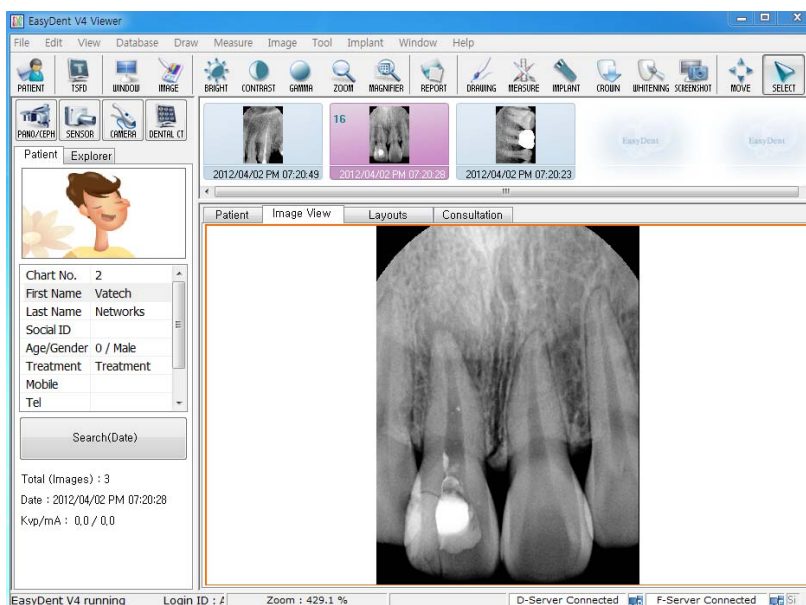 EasyDent V4 Viewer
File Edit View Database Draw Measure Image Tool Implant Window Help
PATIENT TSFD WINDOW IMAGE BRIGHT CONTRAST GAMMA ZOOM MAGNIFIER REPORT DRAWING MEASURE IMPLANT CROWN WHITENING SCREENSHOT MOVE SELECT
PANO/CEPH SENSOR CAMERA DENTAL CT
16
EasyDent EasyDent
2012/04/02 PM 07:20:49 2012/04/02 PM 07:20:28 2012/04/02 PM 07:20:23
Patient Explorer
Patient Image View Layouts Consultation
Chart No. 2
First Name Vatech
Last Name Networks
Social ID
Age/Gender 0 / Male
Treatment Treatment
Mobile
Tel
Search(Date)
Total (Images) : 3
Date : 2012/04/02 PM 07:20:28
Kvp/mA : 0,0 / 0,0
EasyDent V4 running Login ID : Zoom : 429.1 % D-Server Connected F-Server Connected Si